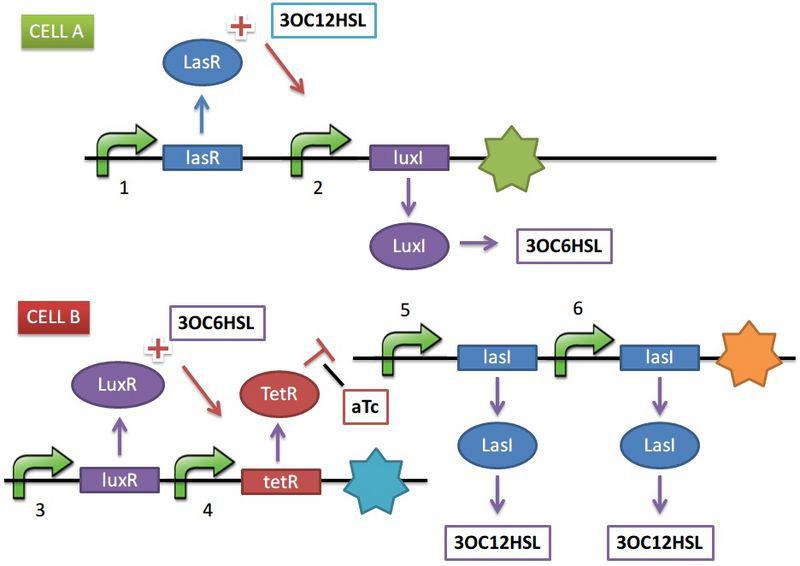 CELL A
3OC12HSL
LasR
lasR
luxI
1
2
LuxI
3OC6HSL
CELL B
3OC6HSL
5
6
lasI
lasI
LuxR
TetR
aTc
LasI
LasI
luxR
tetR
3
4
3OC12HSL
3OC12HSL